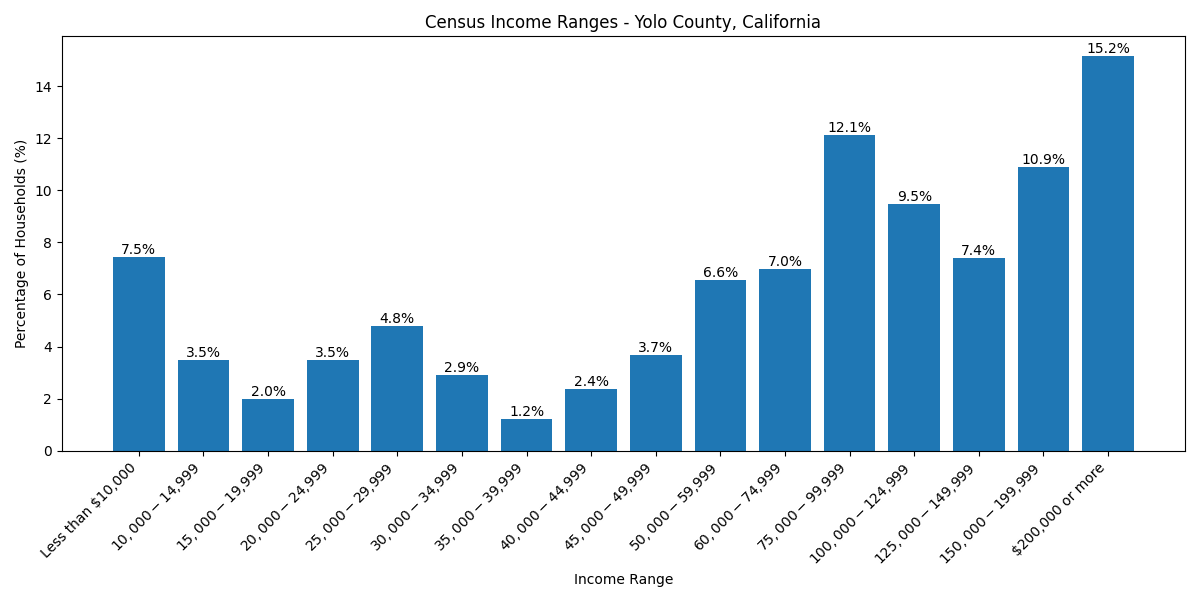 Census Income Ranges - Yolo County, California
Percentage of Households (%)
14
12
10
8
6
4
2
0
7.5%
3.5%
2.0%
3.5%
4.8%
2.9%
1.2%
2.4%
3.7%
6.6%
7.0%
12.1%
9.5%
7.4%
10.9%
15.2%
Less than $10,000
10,000 − 14,999
15,000 − 19,999
20,000 − 24,999
25,000 − 29,999
30,000 − 34,999
35,000 − 39,999
40,000 − 44,999
45,000 − 49,999
50,000 − 59,999
60,000 − 74,999
75,000 − 99,999
100,000 − 124,999
125,000 − 149,999
150,000 − 199,999
$200,000 or more
Income Range